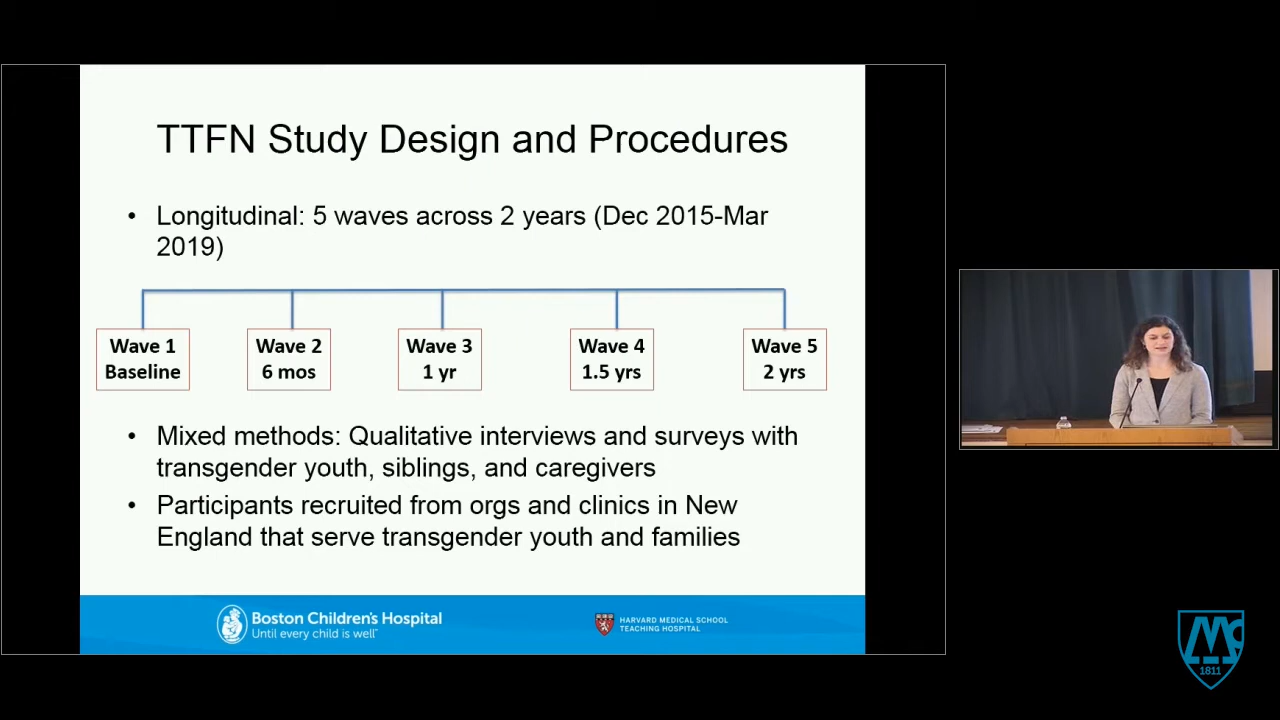 TTFN Study Design and Procedures
• Longitudinal: 5 waves across 2 years (Dec 2015-Mar
2019)
Wave 1
Baseline
Wave 2
6 mos
Wave 3
1 yr
Wave 4
1.5 yrs
Wave 5
2 yrs
• Mixed methods: Qualitative interviews and surveys with
transgender youth, siblings, and caregivers
• Participants recruited from orgs and clinics in New
England that serve transgender youth and families
Boston Children's Hospital
Until every child is well™
HARVARD MEDICAL SCHOOL
TEACHING HOSPITAL
Mc
1811